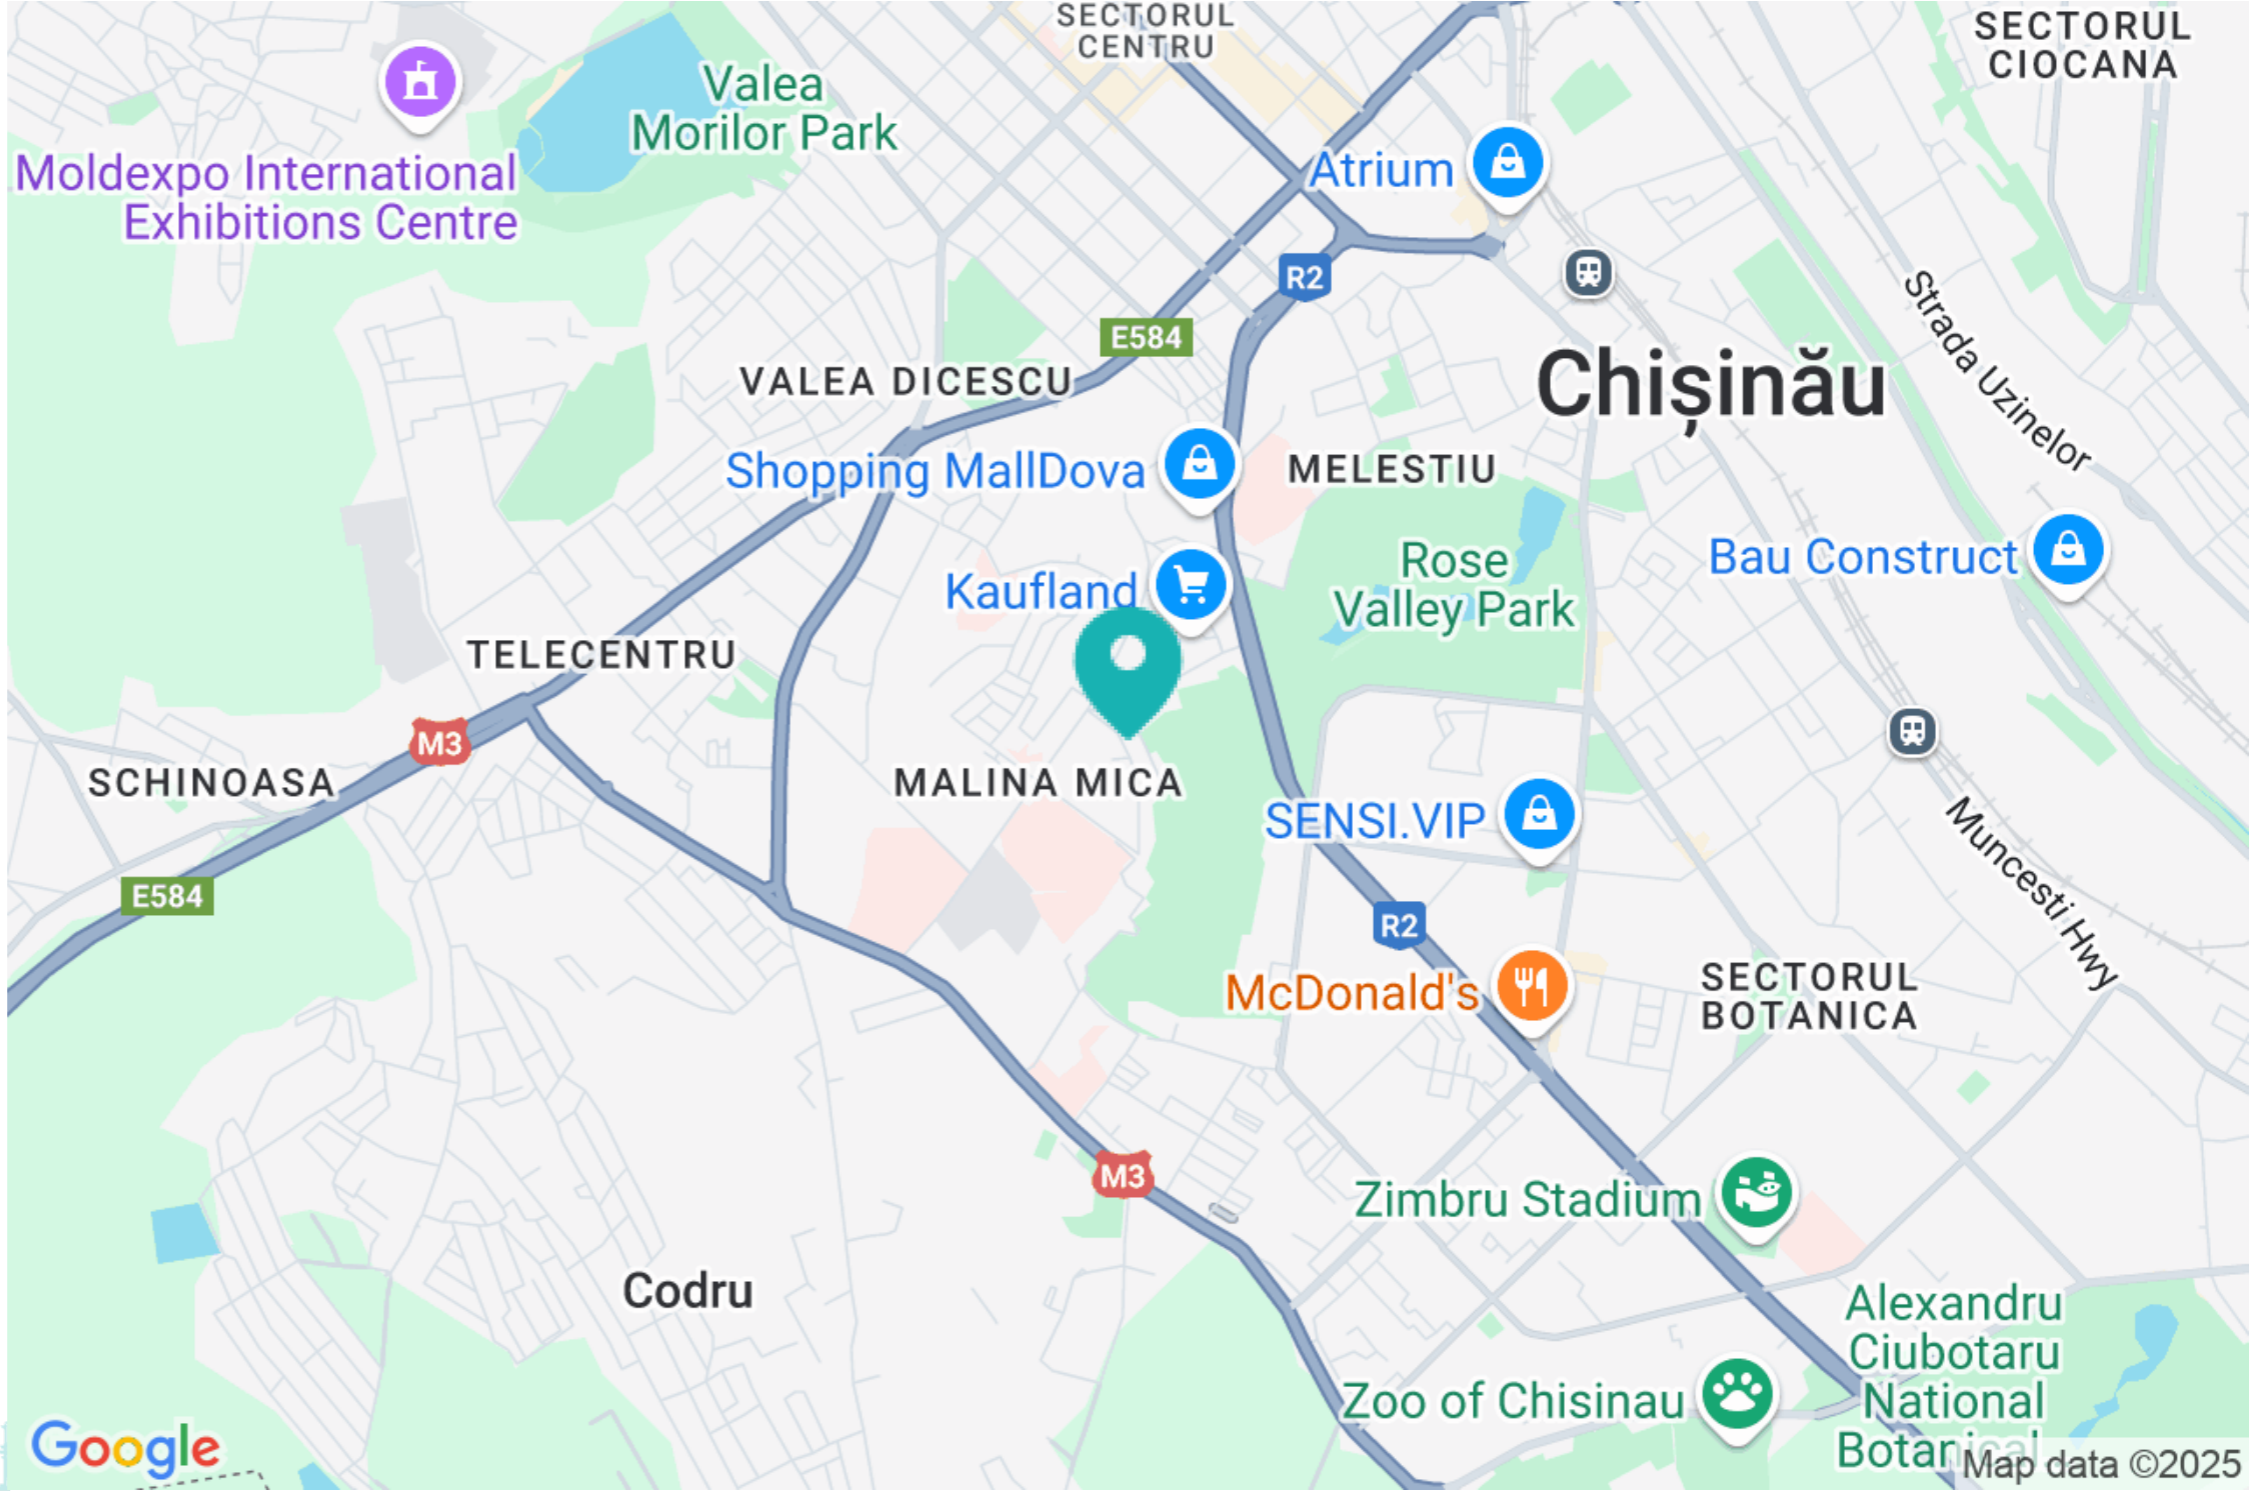 SECTORUL
CENTRU
SECTORUL
CIOCANA
Valea
Morilor Park
Moldexpo International
Exhibitions Centre
Atrium
R2
E584
Strada Uzinelor
VALEA DICESCU
Chișinău
Shopping MallDova
MELESTIU
Rose
Valley Park
Bau Construct
Kaufland
TELECENTRU
M3
SCHINOASA
MALINA MICA
SENSI.VIP
E584
R2
Muncesti Hwy
McDonald's
SECTORUL
BOTANICA
M3
Zimbru Stadium
Codru
Alexandru
Ciubotaru
National
Botanical
Zoo of Chisinau
Google
Map data ©2025